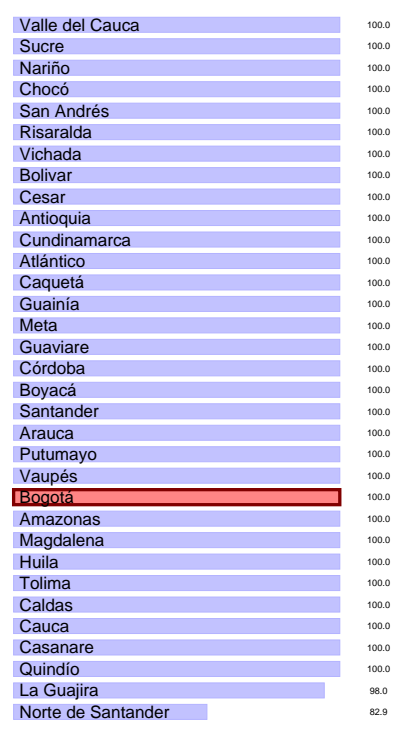 Valle del Cauca 100.0
Sucre 100.0
Nariño 100.0
Chocó 100.0
San Andrés 100.0
Risaralda 100.0
Vichada 100.0
Bolivar 100.0
Cesar 100.0
Antioquia 100.0
Cundinamarca 100.0
Atlántico 100.0
Caquetá 100.0
Guainía 100.0
Meta 100.0
Guaviare 100.0
Córdoba 100.0
Boyacá 100.0
Santander 100.0
Arauca 100.0
Putumayo 100.0
Vaupés 100.0
Bogotá 100.0
Amazonas 100.0
Magdalena 100.0
Huila 100.0
Tolima 100.0
Caldas 100.0
Cauca 100.0
Casanare 100.0
Quindío 100.0
La Guajira 98.0
Norte de Santander 82.9